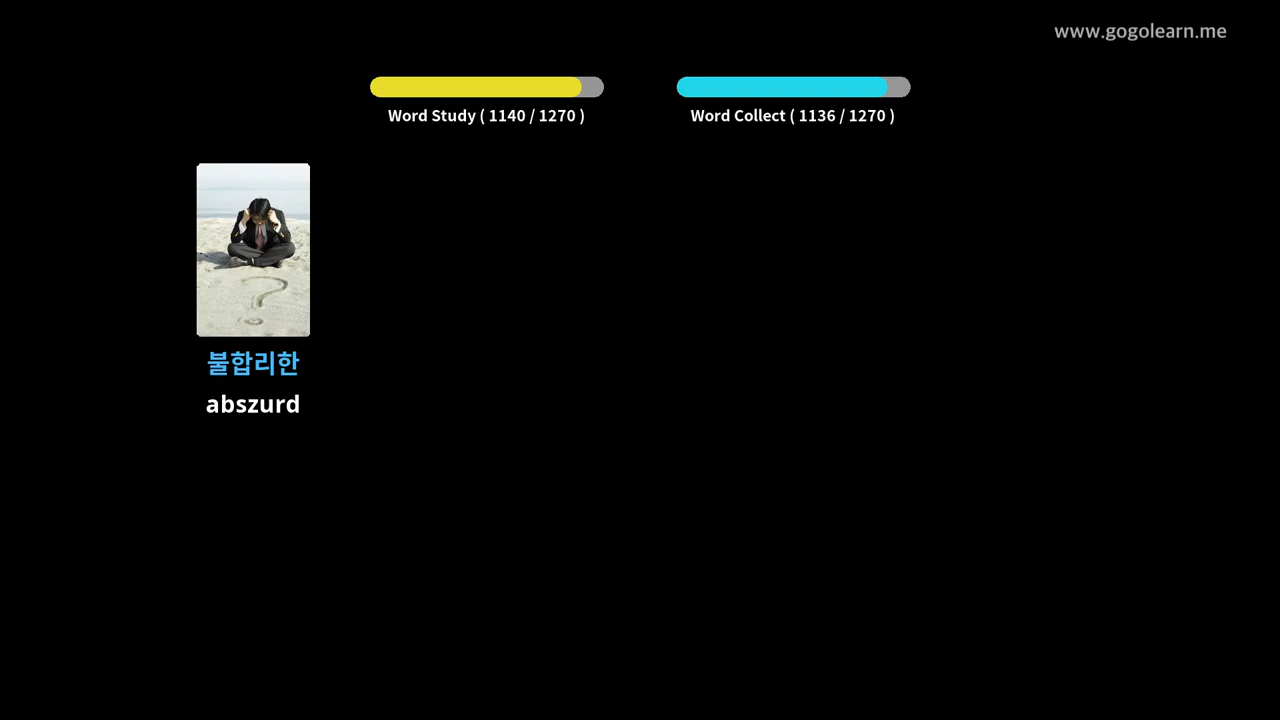 www.gogolearn.me
Word Study ( 1140 / 1270 )
Word Collect ( 1136 / 1270 )
?
불합리한
abszurd